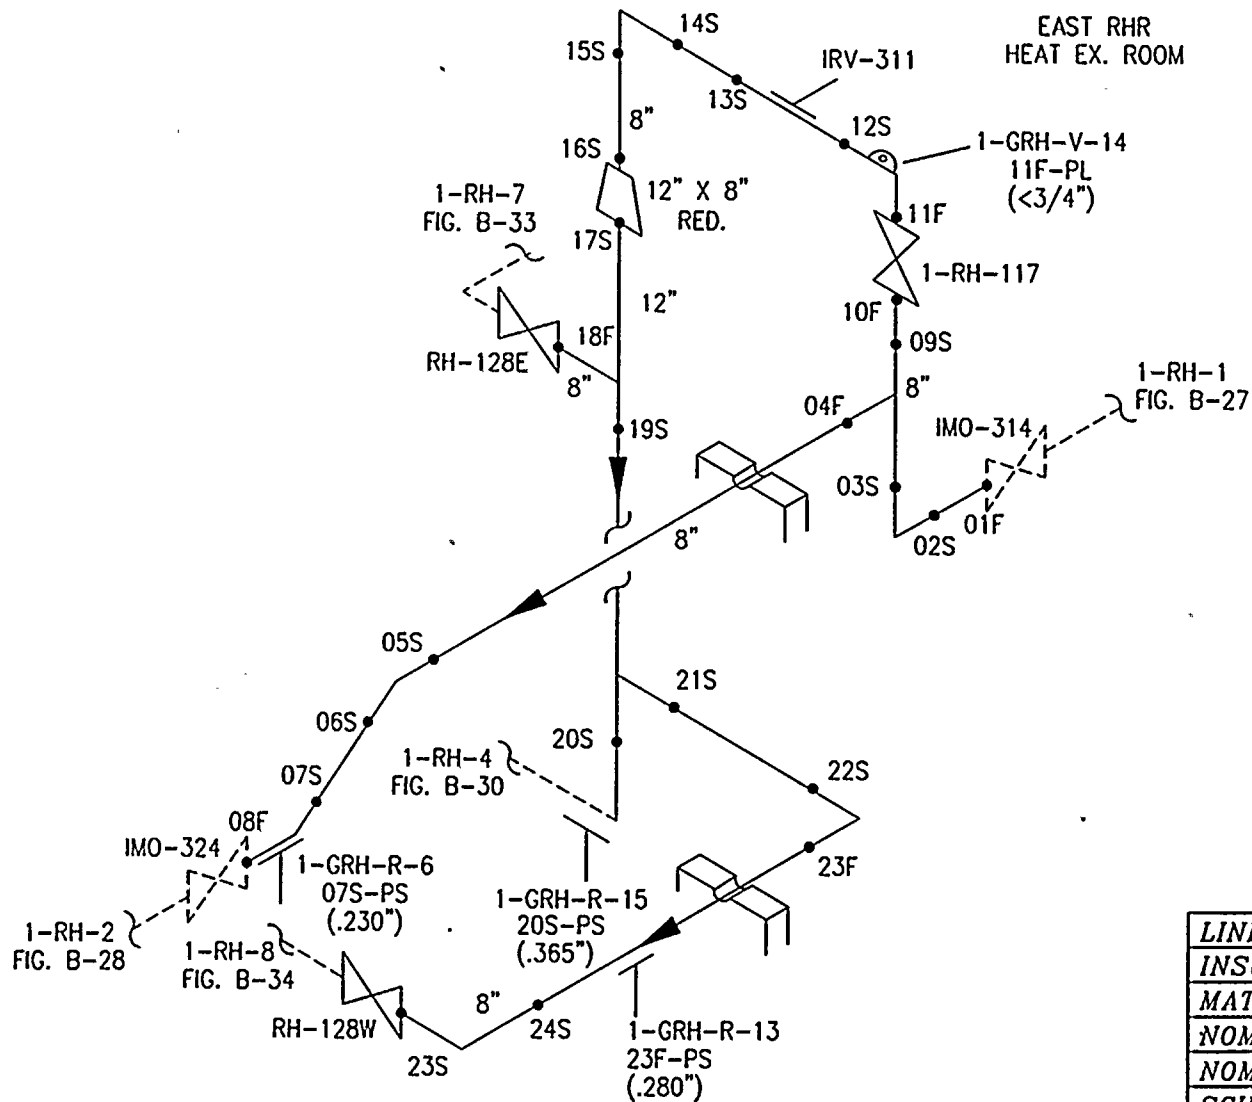 EAST RHR
HEAT EX. ROOM
14S
15S
IRV-311
13S
8"
12S
16S
1-GRH-V-14
11F-PL
(<3/4")
1-RH-7
FIG. B-33
12" X 8"
RED.
17S
11F
1-RH-117
12"
10F
18F
RH-128E
8"
09S
8"
1-RH-1
FIG. B-27
04F
IMO-314
19S
03S
01F
02S
8"
05S
21S
06S
20S
1-RH-4
FIG. B-30
22S
07S
08F
IMO-324
1-GRH-R-6
07S-PS
(.230")
23F
1-GRH-R-15
20S-PS
(.365")
1-RH-2
FIG. B-28
1-RH-8
FIG. B-34
8"
24S
RH-128W
23S
1-GRH-R-13
23F-PS
(.280")
INS
MAT
NOM
NOM